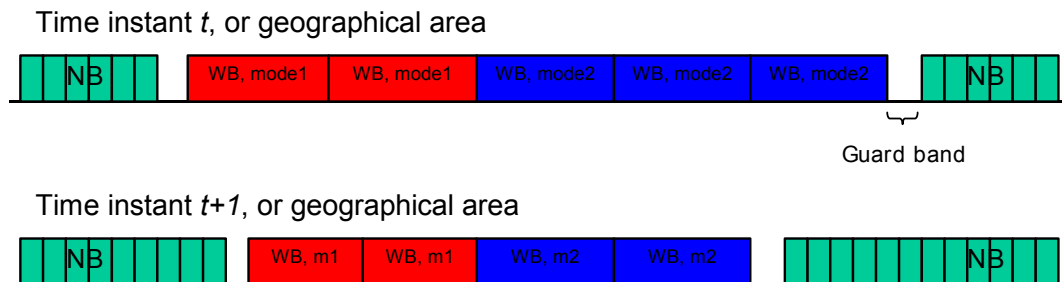 Time instant t, or geographical area
NB WB, mode1 WB, mode1 WB, mode2 WB, mode2 WB, mode2 NB
Guard band
Time instant t+1, or geographical area
NB WB, m1 WB, m1 WB, m2 WB, m2 NB